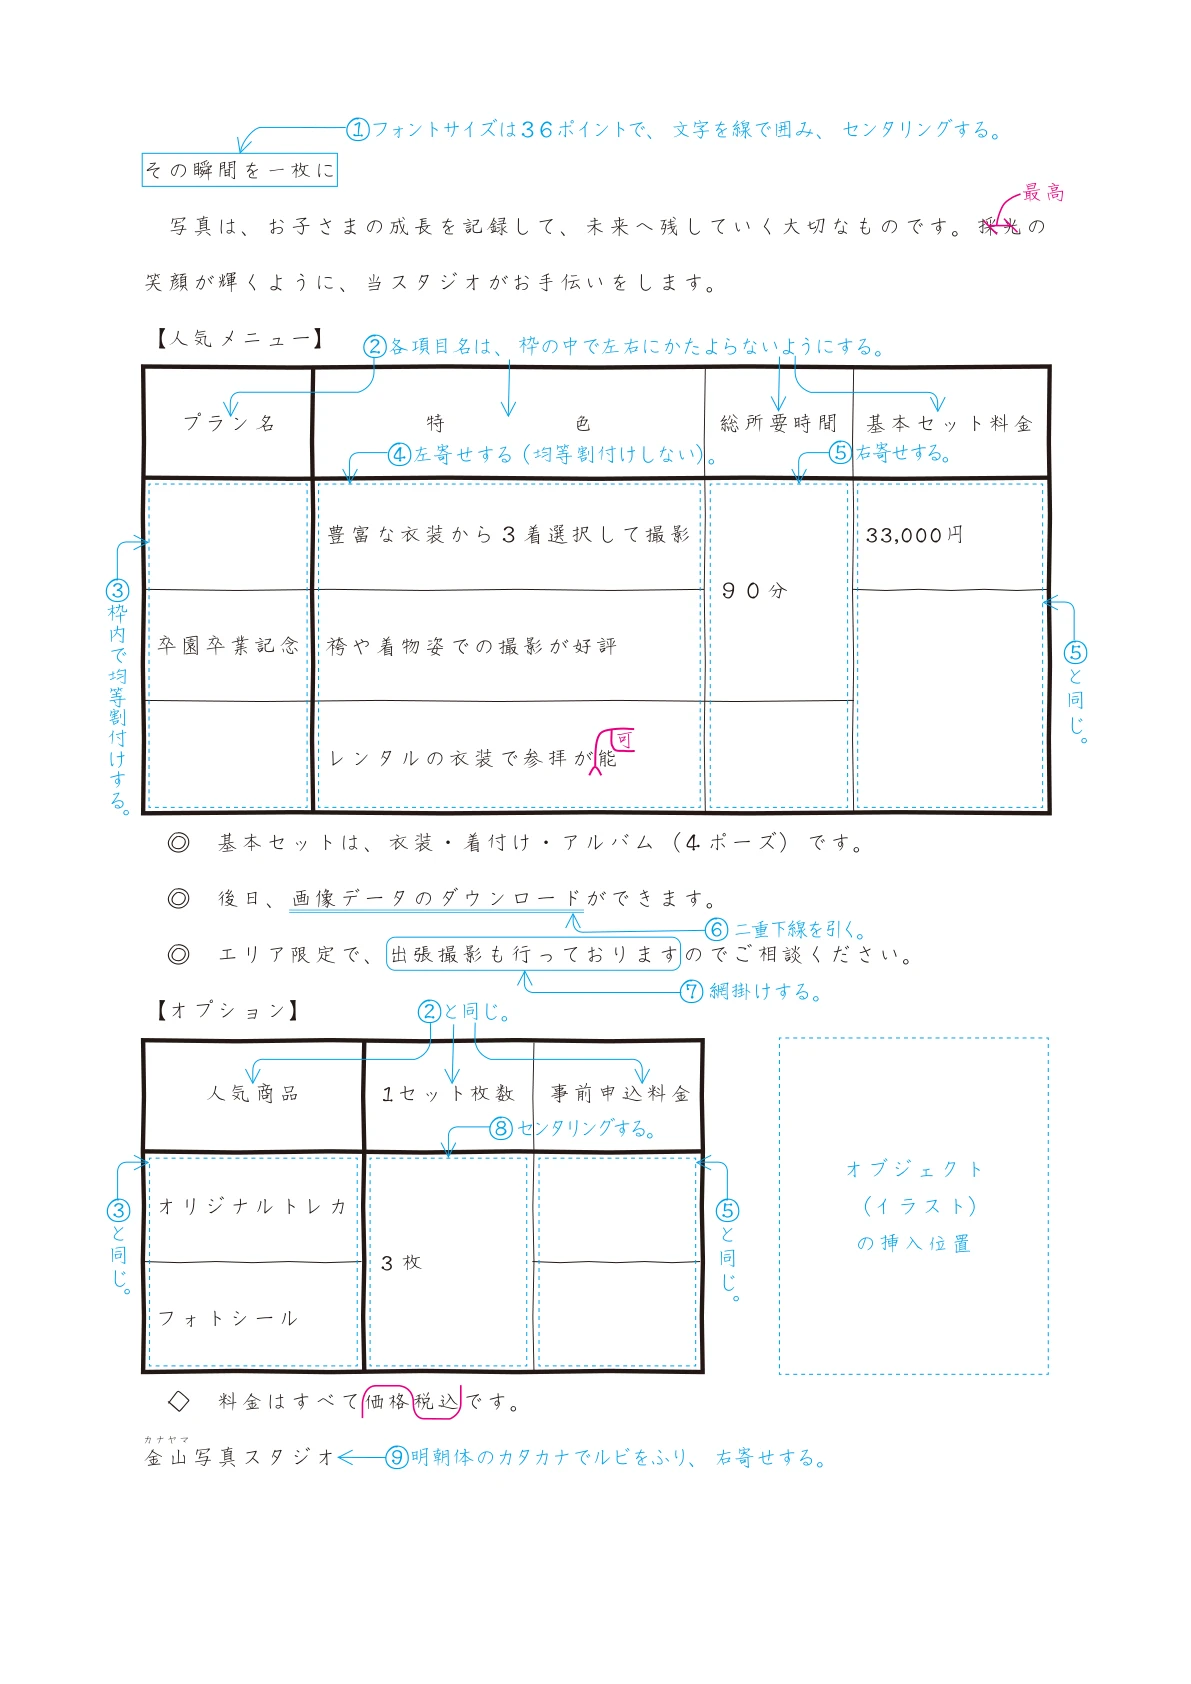 ①フォントサイズは36ポイントで、文字を線で囲み、センタリングする。
その瞬間を一枚に
最高
写真は、お子さまの成長を記録して、未来へ残していく大切なものです。採光の
笑顔が輝くように、当スタジオがお手伝いをします。
【人気メニュー】
②各項目名は、枠の中で左右にかたよらないようにする。
プラン名 特 色 総所要時間 基本セット料金
④左寄せする（均等割付けしない）。 ⑤右寄せする。
豊富な衣装から3着選択して撮影 33,000円
③枠内で均等割付けする。
90分
卒園卒業記念 袴や着物姿での撮影が好評
⑤と同じ。
可
レンタルの衣装で参拝が能
◎ 基本セットは、衣装・着付け・アルバム（4ポーズ）です。
◎ 後日、画像データのダウンロードができます。
⑥二重下線を引く。
◎ エリア限定で、出張撮影も行っておりますのでご相談ください。
⑦網掛けする。
【オプション】
②と同じ。
人気商品 1セット枚数 事前申込料金
⑧センタリングする。
③と同じ。
オリジナルトレカ
⑤と同じ。
3枚
フォトシール
オブジェクト
（イラスト）
の挿入位置
◇ 料金はすべて価格税込です。
カナヤマ
金山写真スタジオ
⑨明朝体のカタカナでルビをふり、右寄せする。